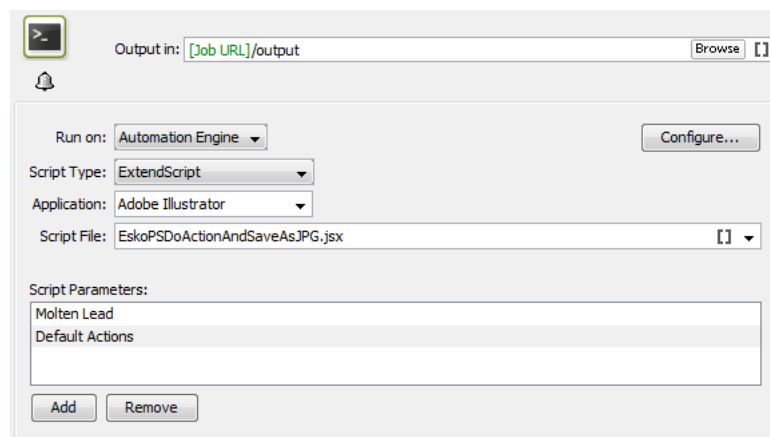 >_
Output in: [Job URL]/output Browse []
Run on: Automation Engine Configure...
Script Type: ExtendScript
Application: Adobe Illustrator
Script File: EskoPSDoActionAndSaveAsJPG.jsx []
Script Parameters:
Molten Lead
Default Actions
Add Remove